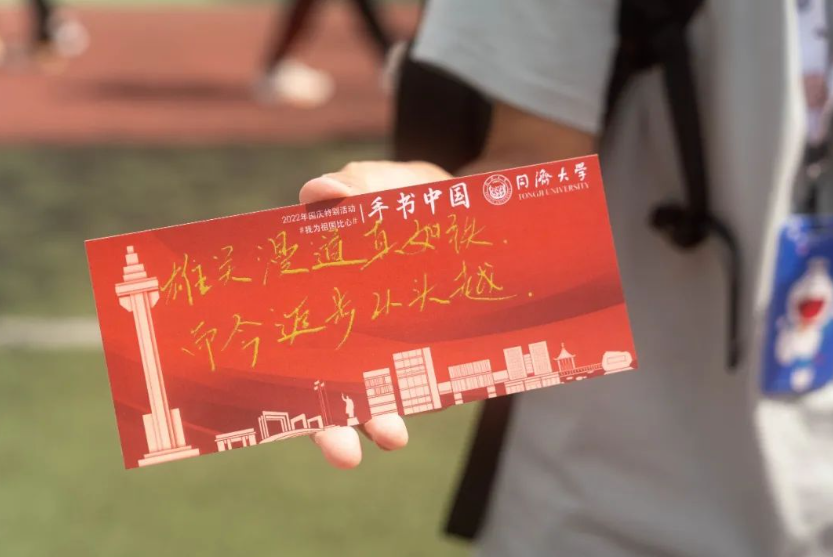 2022年国庆特别活动
#我为祖国比心#
手书中国
同濟大学
TONGJI UNIVERSITY
雄关漫道真如铁.
而今迈步从头越.